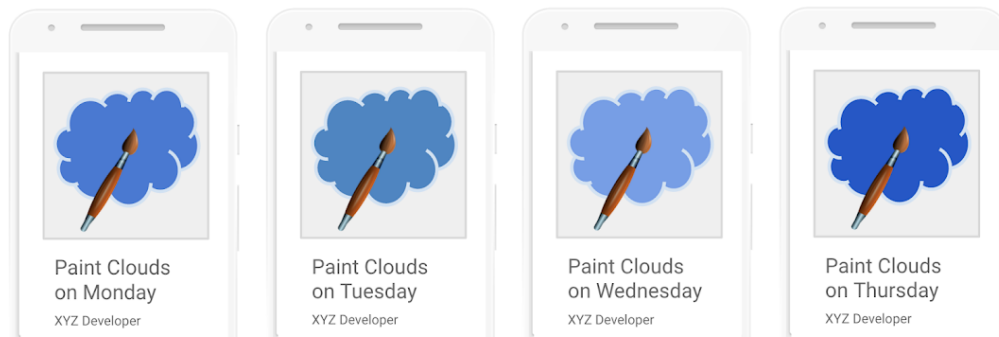 Paint Clouds
on Monday
XYZ Developer
Paint Clouds
on Tuesday
XYZ Developer
Paint Clouds
on Wednesday
XYZ Developer
Paint Clouds
on Thursday
XYZ Developer